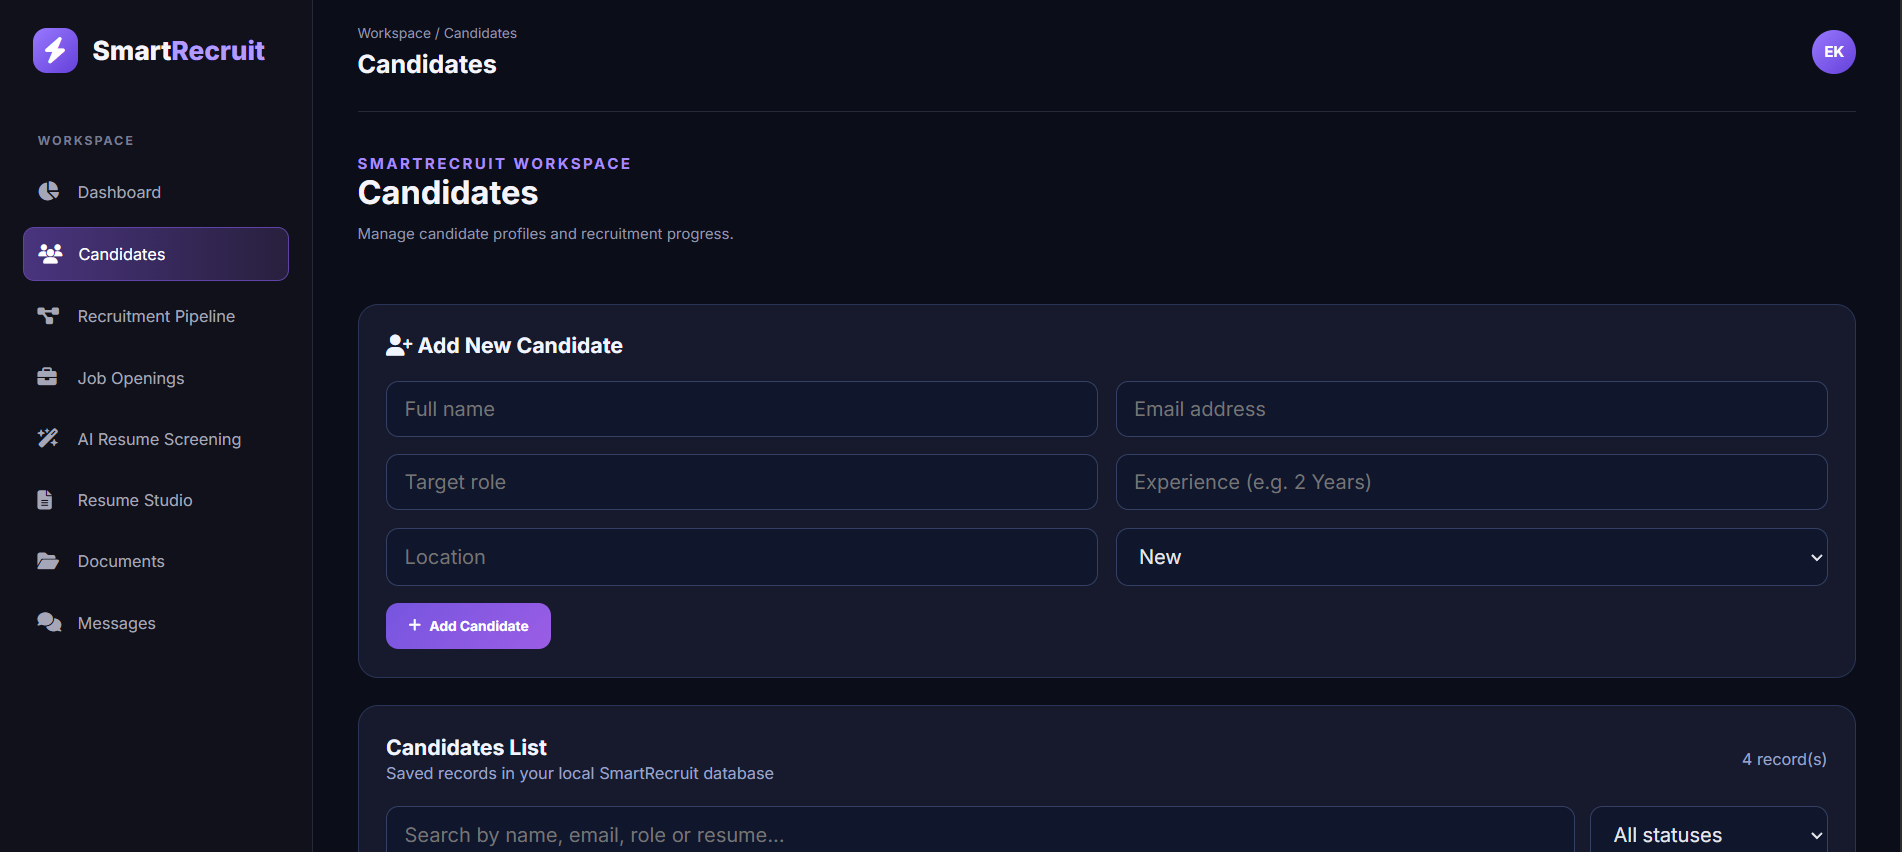 SmartRecruit
WORKSPACE
Dashboard
Candidates
Recruitment Pipeline
Job Openings
AI Resume Screening
Resume Studio
Documents
Messages
Workspace / Candidates
Candidates
EK
SMARTRECRUIT WORKSPACE
Candidates
Manage candidate profiles and recruitment progress.
Add New Candidate
Full name
Email address
Target role
Experience (e.g. 2 Years)
Location
New
+ Add Candidate
Candidates List
Saved records in your local SmartRecruit database
4 record(s)
Search by name, email, role or resume...
All statuses